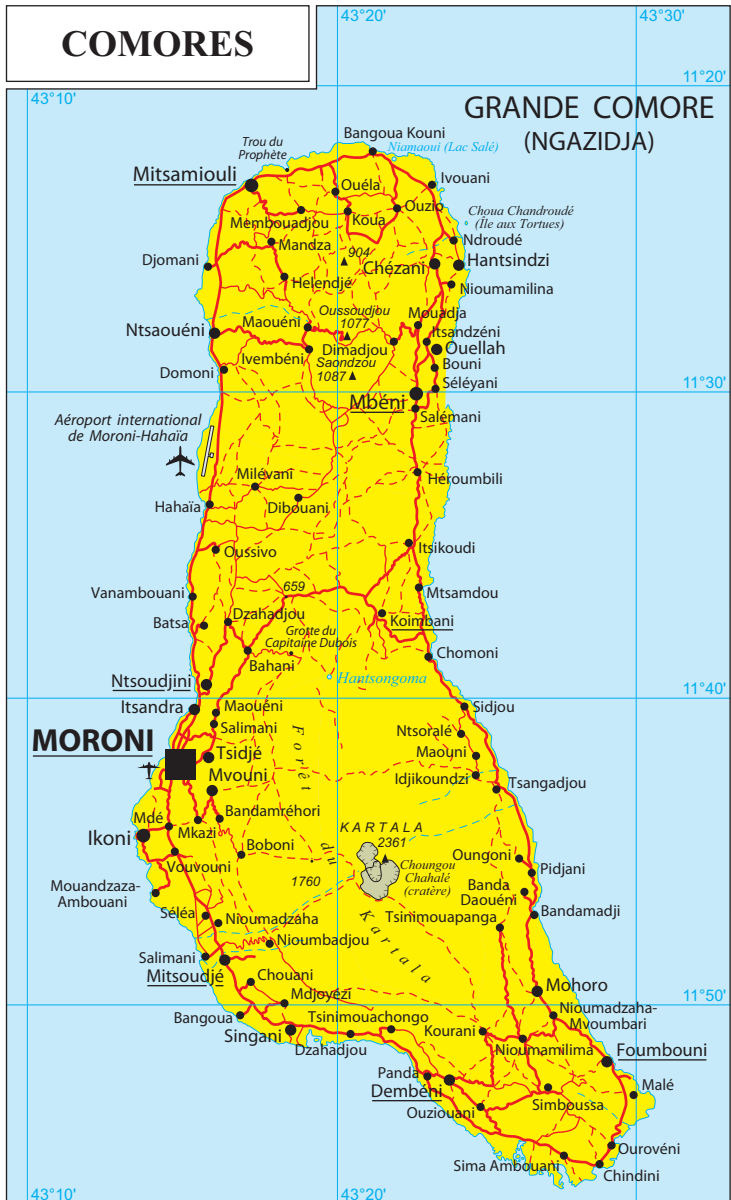 COMORES
43°20'
43°10'
11°20'
GRANDE COMORE
(NGAZIDJA)
Bangoua Kouni
Niamaoui (Lac Salé)
Trou du
Prophète
Mitsamiouli
Ouéla
Ivouani
Membouadjou
Koua
Ouzio
Choua Chandroudé
(Île aux Tortues)
Mandza
Ndroudé
Djomani
904
Chézani
Hantsindzi
Helendjé
Nioumamilina
Oussoudjou
1077
Maouéni
Mouadja
Ntsaouéni
Itsandzéni
Ivembéni
Dimadjou
Ouellah
Saondzou
1087
Bouni
Domoni
Séléyani
11°30'
Mbéni
Salémani
Aéroport international
de Moroni-Hahaïa
Milévani
Héroumbili
Hahaïa
Dibouani
Oussivo
Itsikoudi
Vanambouani
659
Mtsamdou
Batsa
Dzahadjou
Koimbani
Grotte du
Capitaine Dubois
Bahani
Chomoni
Ntsoudjini
Hantsongoma
11°40'
Itsandra
Maouéni
Sidjou
Salimani
Ntsoralé
MORONI
Tsidjé
Maouni
Mvouni
Idjikoundzi
Tsangadjou
Forêt du Kartala
Mdé
Bandamréhori
KARTALA
2361
Ikoni
Mkazi
Boboni
Choungou
Chahalé
(cratère)
Oungoni
Vouvouni
1760
Pidjani
Mouandzaza-
Ambouani
Banda
Daouéni
Séléa
Nioumadzaha
Tsinimouapanga
Bandamadji
Nioumbadjou
Salimani
Mitsoudjé
Chouani
Mohoro
Mdjoyézi
11°50'
Bangoua
Tsinimouachongo
Nioumadzaha-
Mvoumbari
Singani
Kourani
Dzahadjou
Nioumamilima
Foumbouni
Panda
Dembéni
Malé
Ouziouani
Simboussa
Ourovéni
Sima Ambouani
Chindini
43°10'
43°20'
43°30'